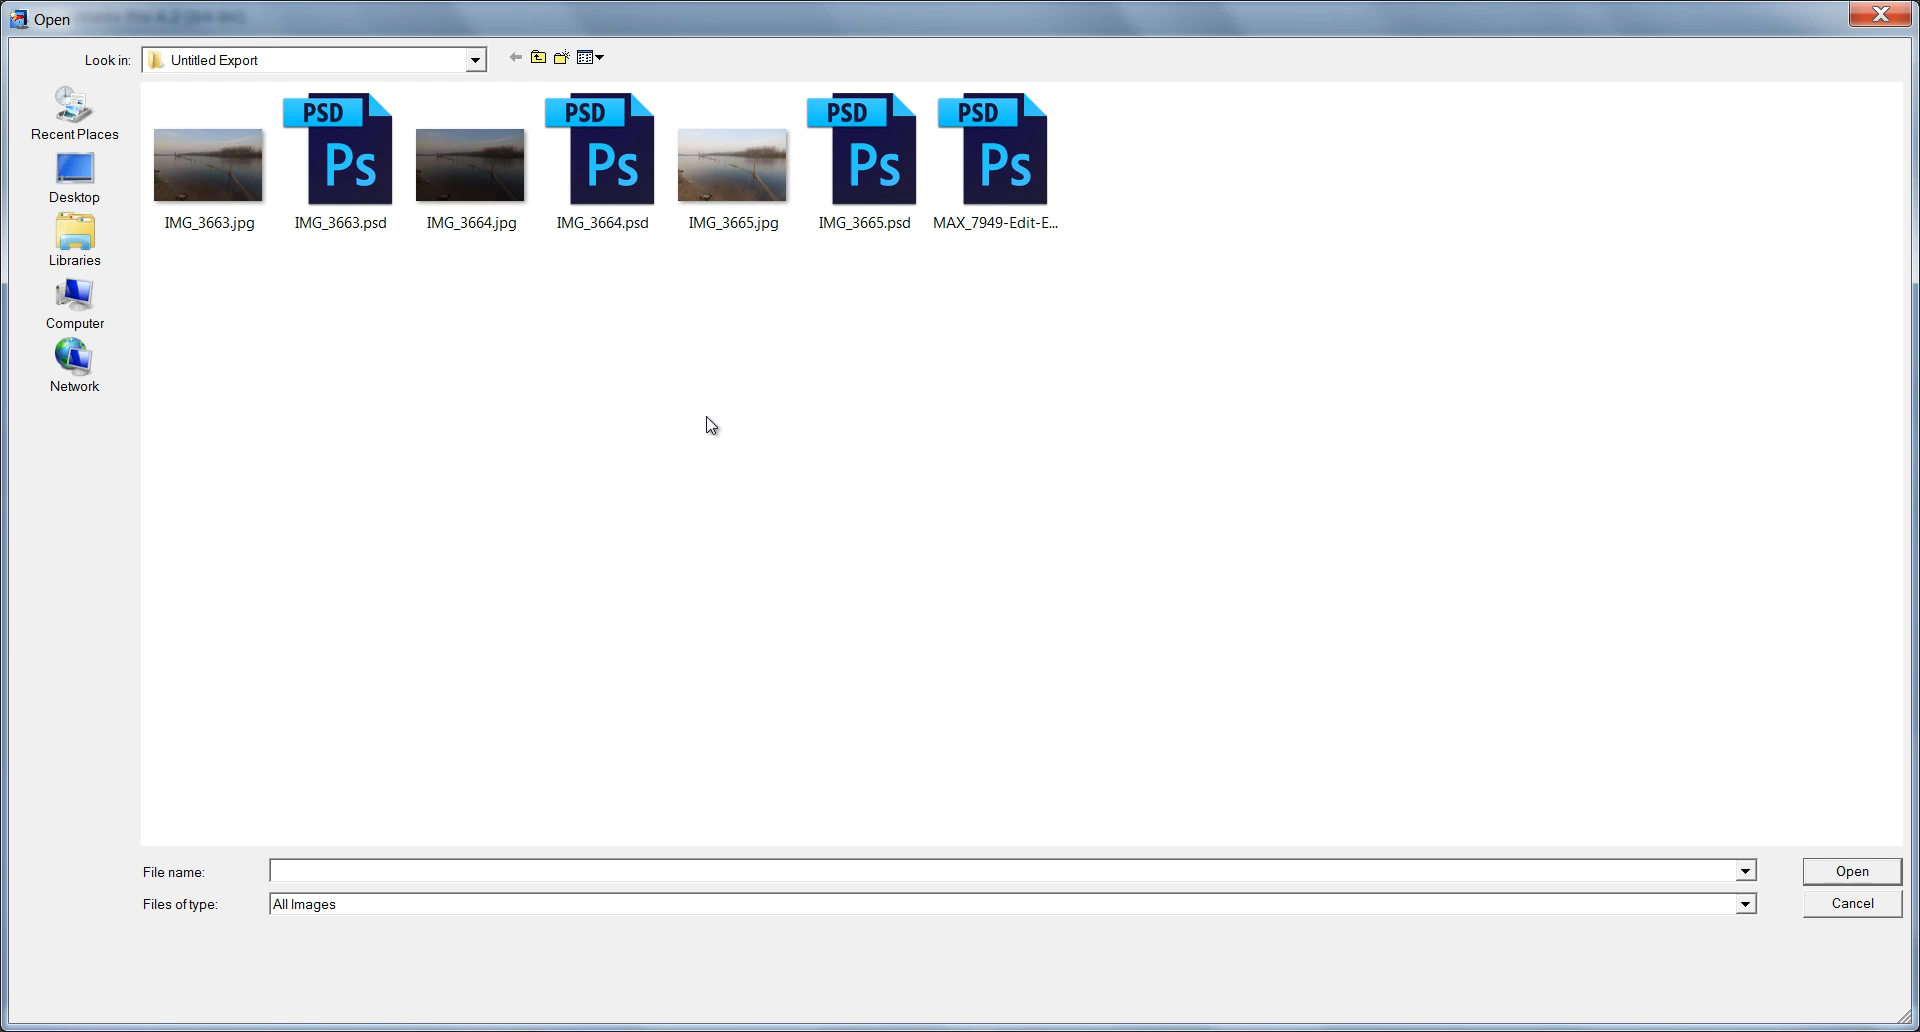 Open
Look in: Untitled Export
Recent Places
Desktop
Libraries
Computer
Network
PSD PSD PSD PSD
Ps Ps Ps Ps
IMG_3663.jpg IMG_3663.psd IMG_3664.jpg IMG_3664.psd IMG_3665.jpg IMG_3665.psd MAX_7949-Edit-E...
File name: Open
Files of type: All Images Cancel